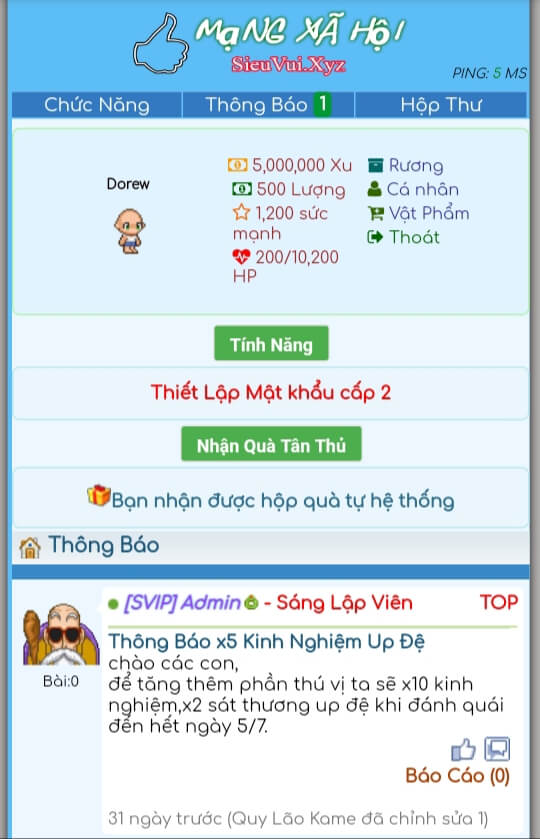 MẠNG XÃ HỘI
SieuVui.Xyz
PING: 5 MS
Chức Năng
Thông Báo 1
Hộp Thư
Dorew
5,000,000 Xu
500 Lượng
1,200 sức
mạnh
200/10,200
HP
Rương
Cá nhân
Vật Phẩm
Thoát
Tính Năng
Thiết Lập Mật khẩu cấp 2
Nhận Quà Tân Thủ
Bạn nhận được hộp quà tự hệ thống
Thông Báo
[SVIP] Admin - Sáng Lập Viên
TOP
Bài:0
Thông Báo x5 Kinh Nghiệm Up Đệ
chào các con,
để tăng thêm phần thú vị ta sẽ x10 kinh
nghiệm,x2 sát thương up đệ khi đánh quái
đến hết ngày 5/7.
Báo Cáo (0)
31 ngày trước (Quy Lão Kame đã chỉnh sửa 1)